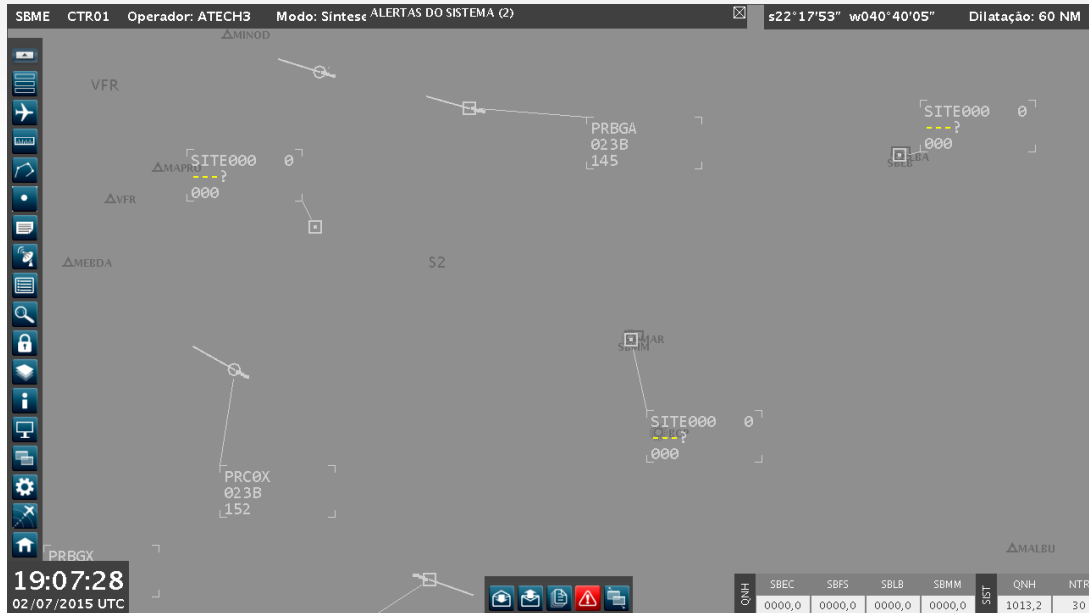 SBME CTR01 Operador: ATECH3 Modo: Síntese ALERTAS DO SISTEMA (2) s22°17'53" w040°40'05" Dilatação: 60 NM
MINOD
VFR
PRBGA
023B
145
SITE000 0
---?
000
SBLB
SITE000 0
---?
000
MAPRO
VFR
MEBDA
S2
SBMM
SITE000 0
---?
000
PRC0X
023B
152
PRBGX
MALBU
19:07:28
02/07/2015 UTC
QNH SBEC SBFS SBLB SBMM SIST QNH NTR
0000,0 0000,0 0000,0 0000,0 1013,2 30